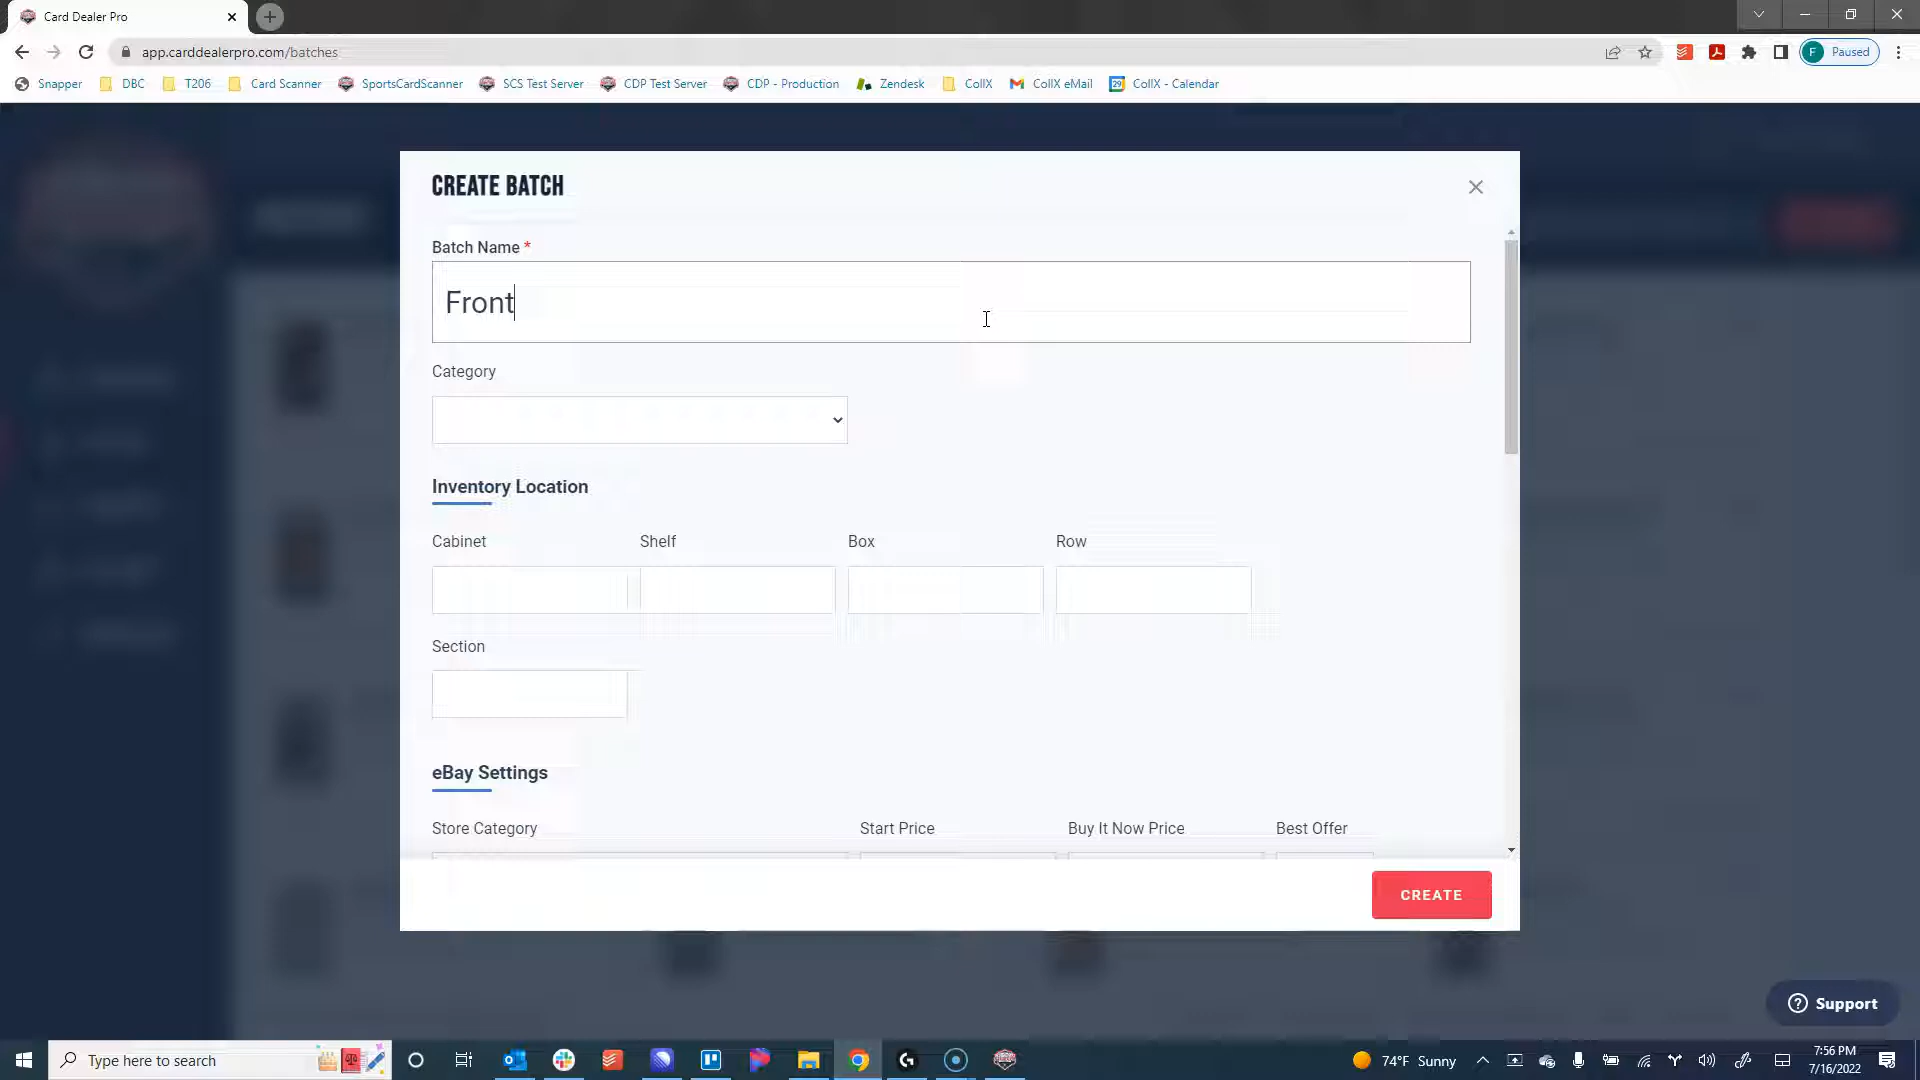 Card Dealer Pro
app.carddealerpro.com/batches
F Paused
Snapper DBC T206 Card Scanner SportsCardScanner SCS Test Server CDP Test Server CDP - Production Zendesk CollX CollX eMail CollX - Calendar
CREATE BATCH
Batch Name *
Front
Category
Inventory Location
Cabinet Shelf Box Row
Section
eBay Settings
Store Category Start Price Buy It Now Price Best Offer
CREATE
Support
Type here to search
74°F Sunny
7:56 PM
7/16/2022